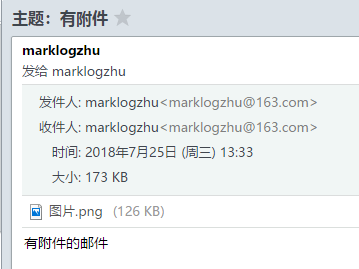 主题：有附件
marklogzhu
发给 marklogzhu
发件人: marklogzhu<marklogzhu@163.com>
收件人: marklogzhu<marklogzhu@163.com>
时间: 2018年7月25日 (周三) 13:33
大小: 173 KB
图片.png (126 KB)
有附件的邮件